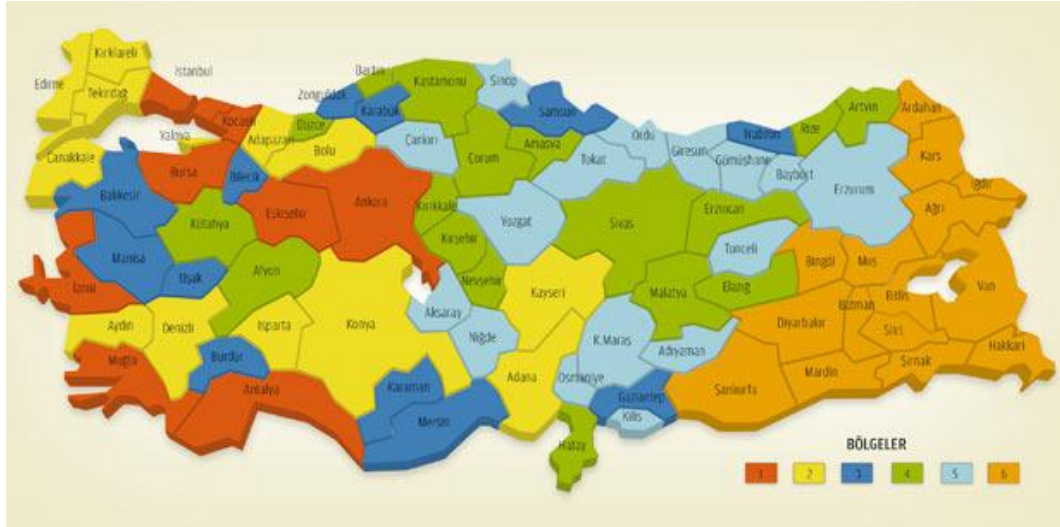 Kırklareli
Edirne
Tekirdağ
İstanbul
Kocaeli
Yalova
Adapazarı
Düzce
Zonguldak
Bartın
Karabük
Kastamonu
Sinop
Samsun
Çankırı
Bolu
Çorum
Amasya
Tokat
Ordu
Giresun
Gümüşhane
Trabzon
Bayburt
Rize
Artvin
Ardahan
Kars
Iğdır
Erzurum
Ağrı
Çanakkale
Balıkesir
Bursa
Bilecik
Eskişehir
Ankara
Kırıkkale
Yozgat
Sivas
Erzincan
Tunceli
Bingöl
Muş
Kütahya
Manisa
Uşak
Afyon
Kırşehir
Nevşehir
Kayseri
Malatya
Elazığ
Bitlis
Van
İzmir
Aydın
Denizli
Isparta
Konya
Aksaray
Niğde
K.Maraş
Adıyaman
Diyarbakır
Batman
Siirt
Hakkari
Şırnak
Mardin
Muğla
Burdur
Antalya
Karaman
Mersin
Adana
Osmaniye
Gaziantep
Kilis
Şanlıurfa
Hatay
BÖLGELER
1 2 3 4 5 6